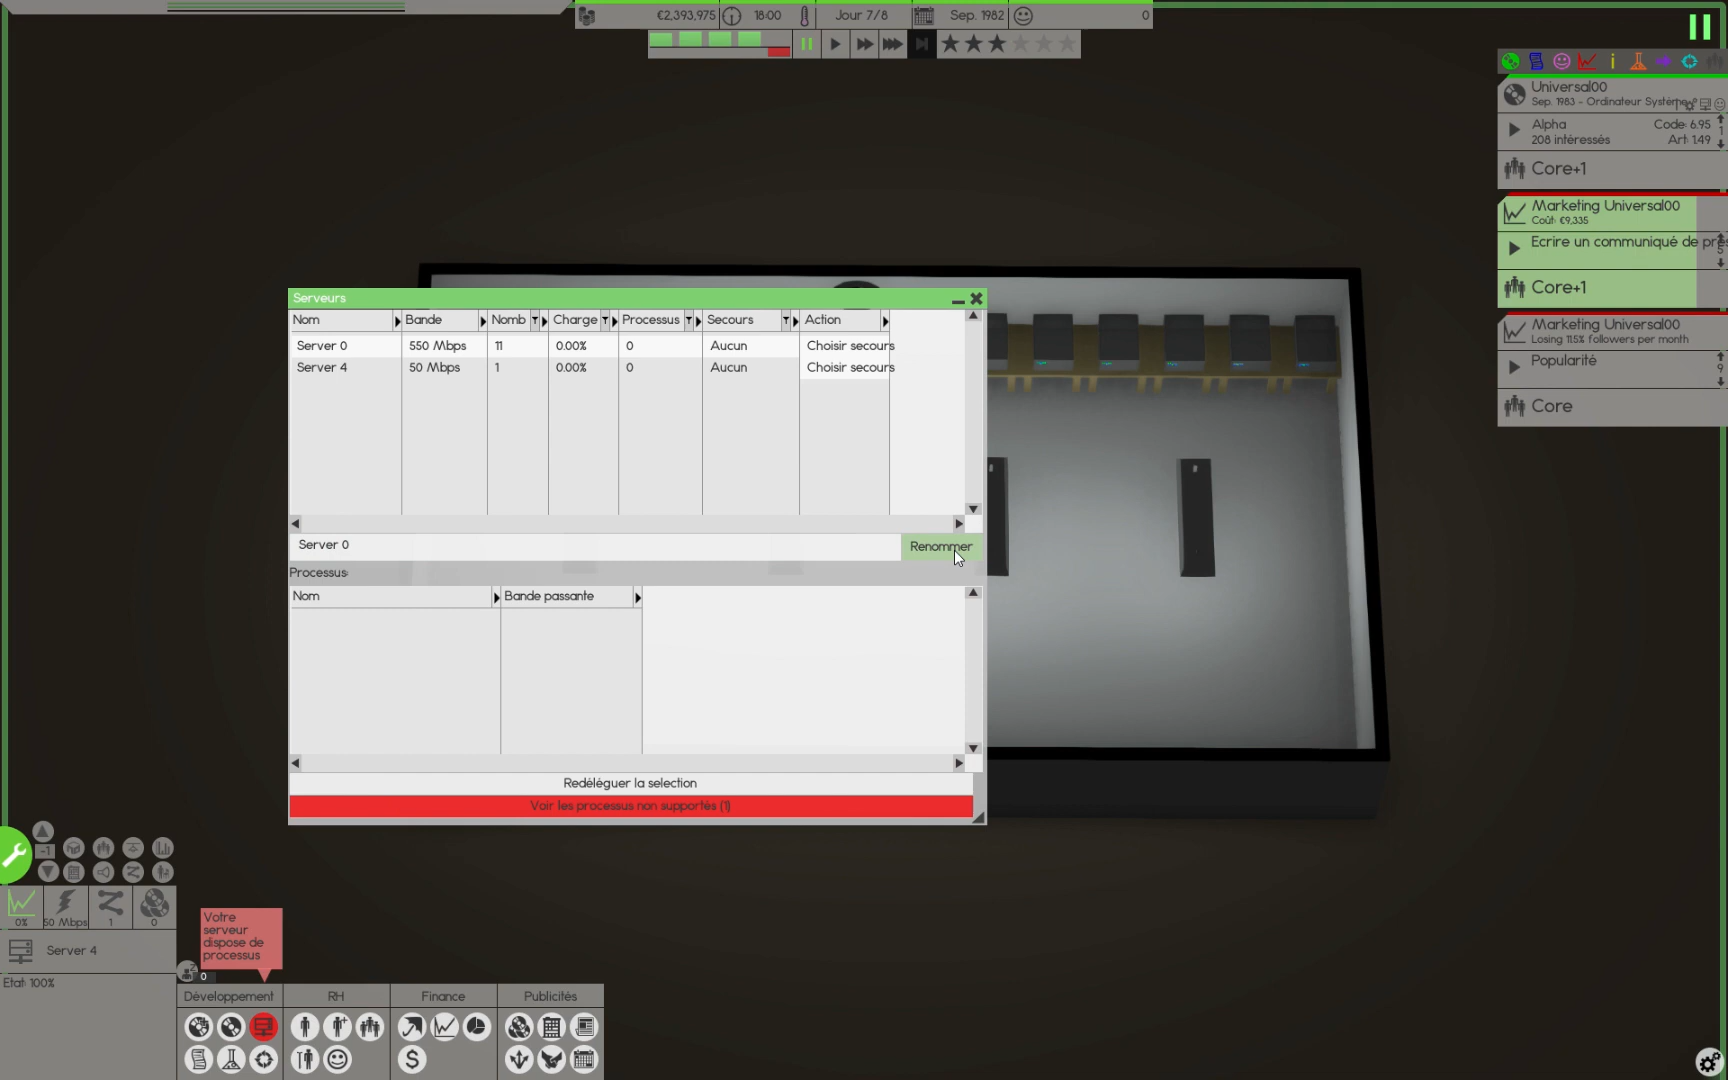 €2,393,975
18:00
Jour 7/8
Sep. 1982
0
Universal00
Sep. 1983 - Ordinateur Système
Alpha
Code: 6.95
208 intéressés
Art: 1.49
1
Core+1
Marketing Universal00
Coût: €9,335
Ecrire un communiqué de
5
Core+1
Marketing Universal00
Losing 11.5% followers per month
Popularité
9
Core
Serveurs
Nom
Bande
Nomb
Charge
Processus
Secours
Action
Server 0
550 Mbps
11
0.00%
0
Aucun
Choisir secours
Server 4
50 Mbps
1
0.00%
0
Aucun
Choisir secours
Server 0
Renommer
Processus:
Nom
Bande passante
Redéléguer la selection
Voir les processus non supportés (1)
-1
0%
50 Mbps
1
0
Server 4
Etat: 100%
Votre
serveur
dispose de
processus
0
Développement
RH
Finance
Publicités